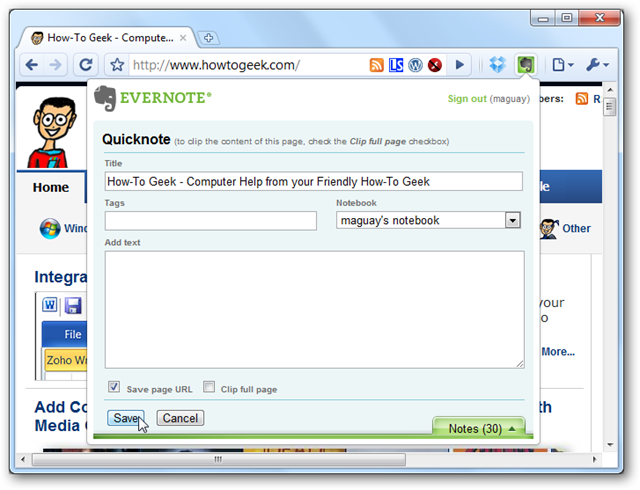 How-To Geek - Compute...
http://www.howtogeek.com/
LS
EVERNOTE®
Sign out (maguay)
bers:
R
Quicknote (to clip the content of this page, check the Clip full page checkbox)
Title
How-To Geek - Computer Help from your Friendly How-To Geek
Home
Tags
Notebook
maguay's notebook
Wind
Other
Add text
Integra
your
W
File
Zoho Wr
More...
Save page URL
Clip full page
Add Co
th
Media
Save
Cancel
Notes (30)